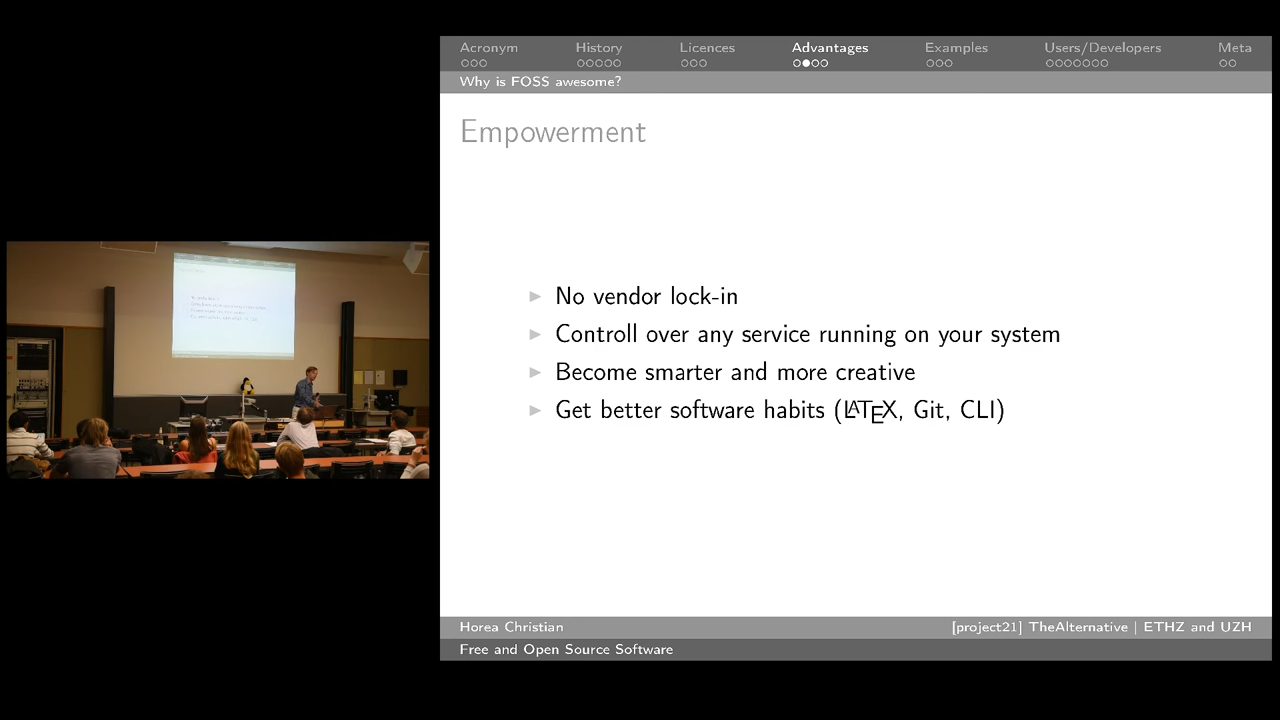 Acronym History Licences Advantages Examples Users/Developers Meta
Why is FOSS awesome?
Empowerment
No vendor lock-in
Controll over any service running on your system
Become smarter and more creative
Get better software habits (LATEX, Git, CLI)
Horea Christian [project21] TheAlternative | ETHZ and UZH
Free and Open Source Software